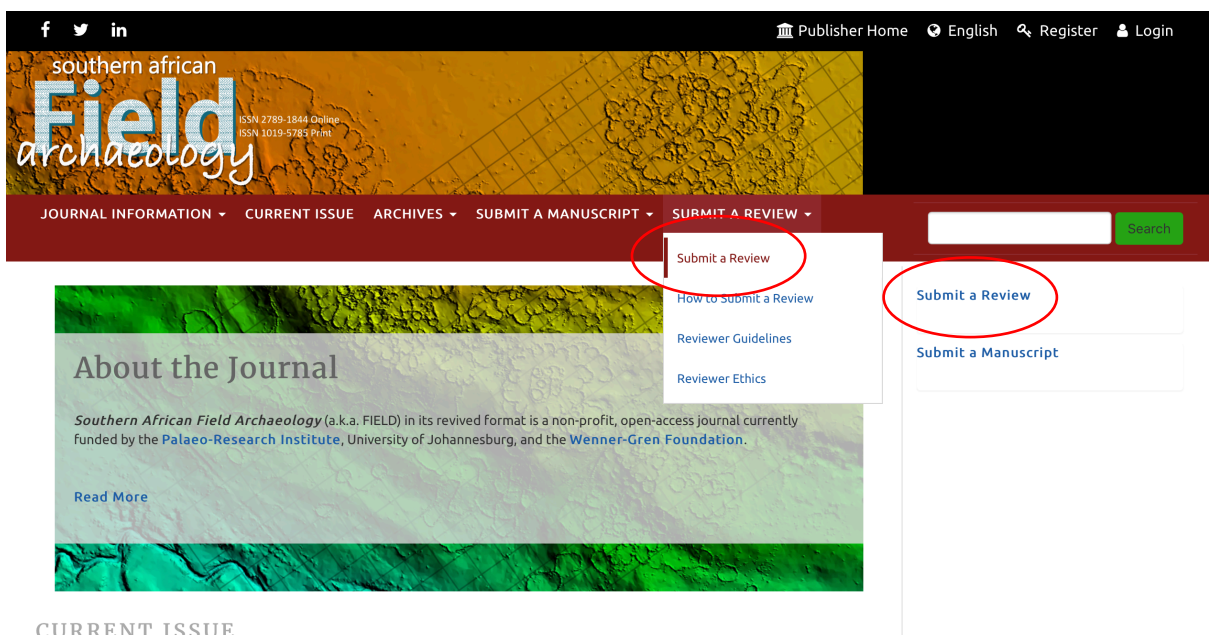 Publisher Home English Register Login
southern african
Field
ISSN 2789-1844 Online
ISSN 1019-5785 Print
archaeology
JOURNAL INFORMATION CURRENT ISSUE ARCHIVES SUBMIT A MANUSCRIPT SUBMIT A REVIEW
Search
Submit a Review
How to Submit a Review
Reviewer Guidelines
Reviewer Ethics
Submit a Review
Submit a Manuscript
About the Journal
Southern African Field Archaeology (a.k.a. FIELD) in its revived format is a non-profit, open-access journal currently
funded by the Palaeo-Research Institute, University of Johannesburg, and the Wenner-Gren Foundation.
Read More
CURRENT ISSUE